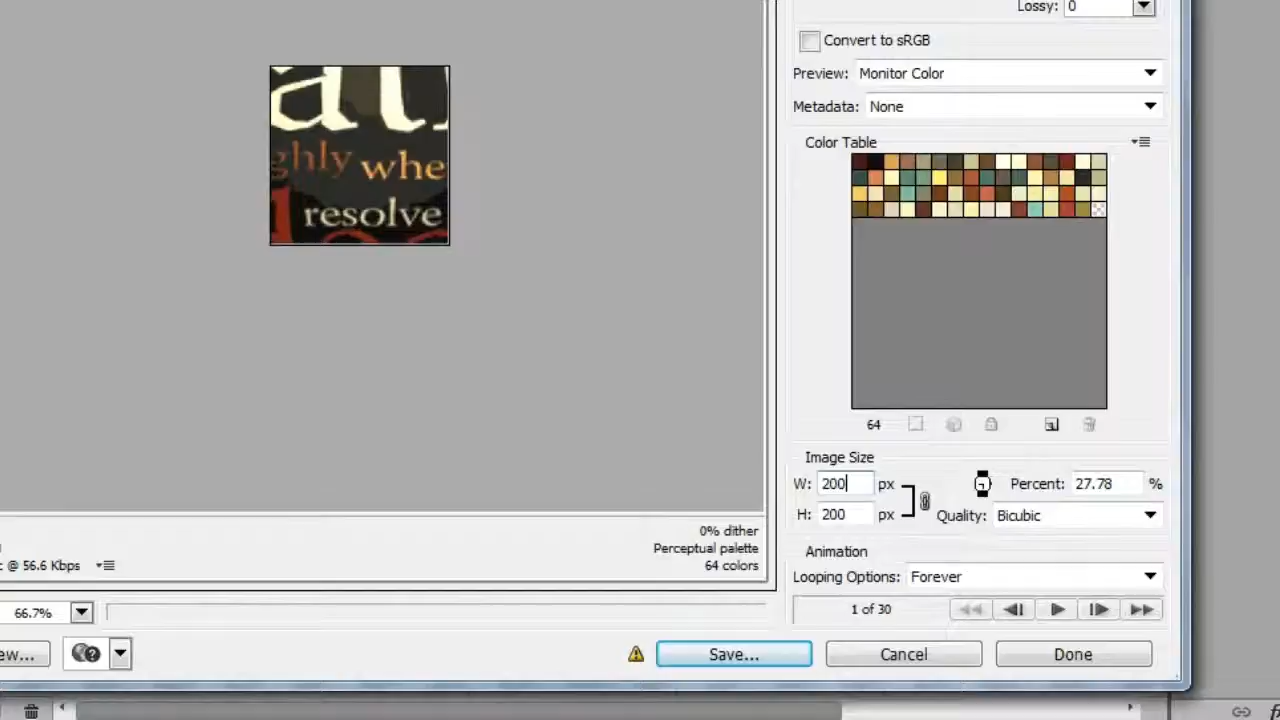 Lossy: 0
Convert to sRGB
Preview: Monitor Color
Metadata: None
Color Table
ghly whe
resolve
64
Image Size
W: 200 px
Percent: 27.78 %
H: 200 px
Quality: Bicubic
0% dither
Perceptual palette
@ 56.6 Kbps
64 colors
Animation
Looping Options: Forever
1 of 30
66.7%
ew...
Save...
Cancel
Done